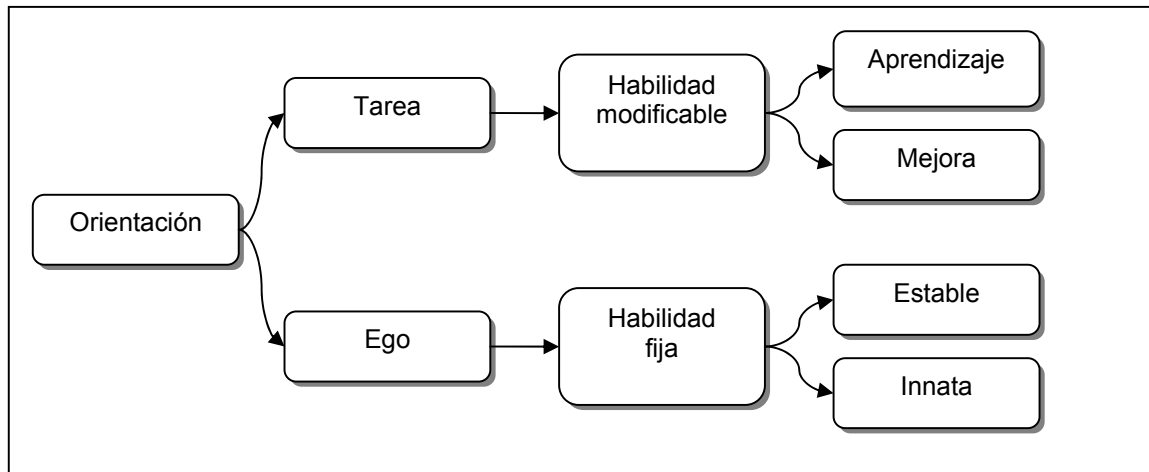 Orientación
Tarea
Habilidad
modificable
Aprendizaje
Mejora
Ego
Habilidad
fija
Estable
Innata